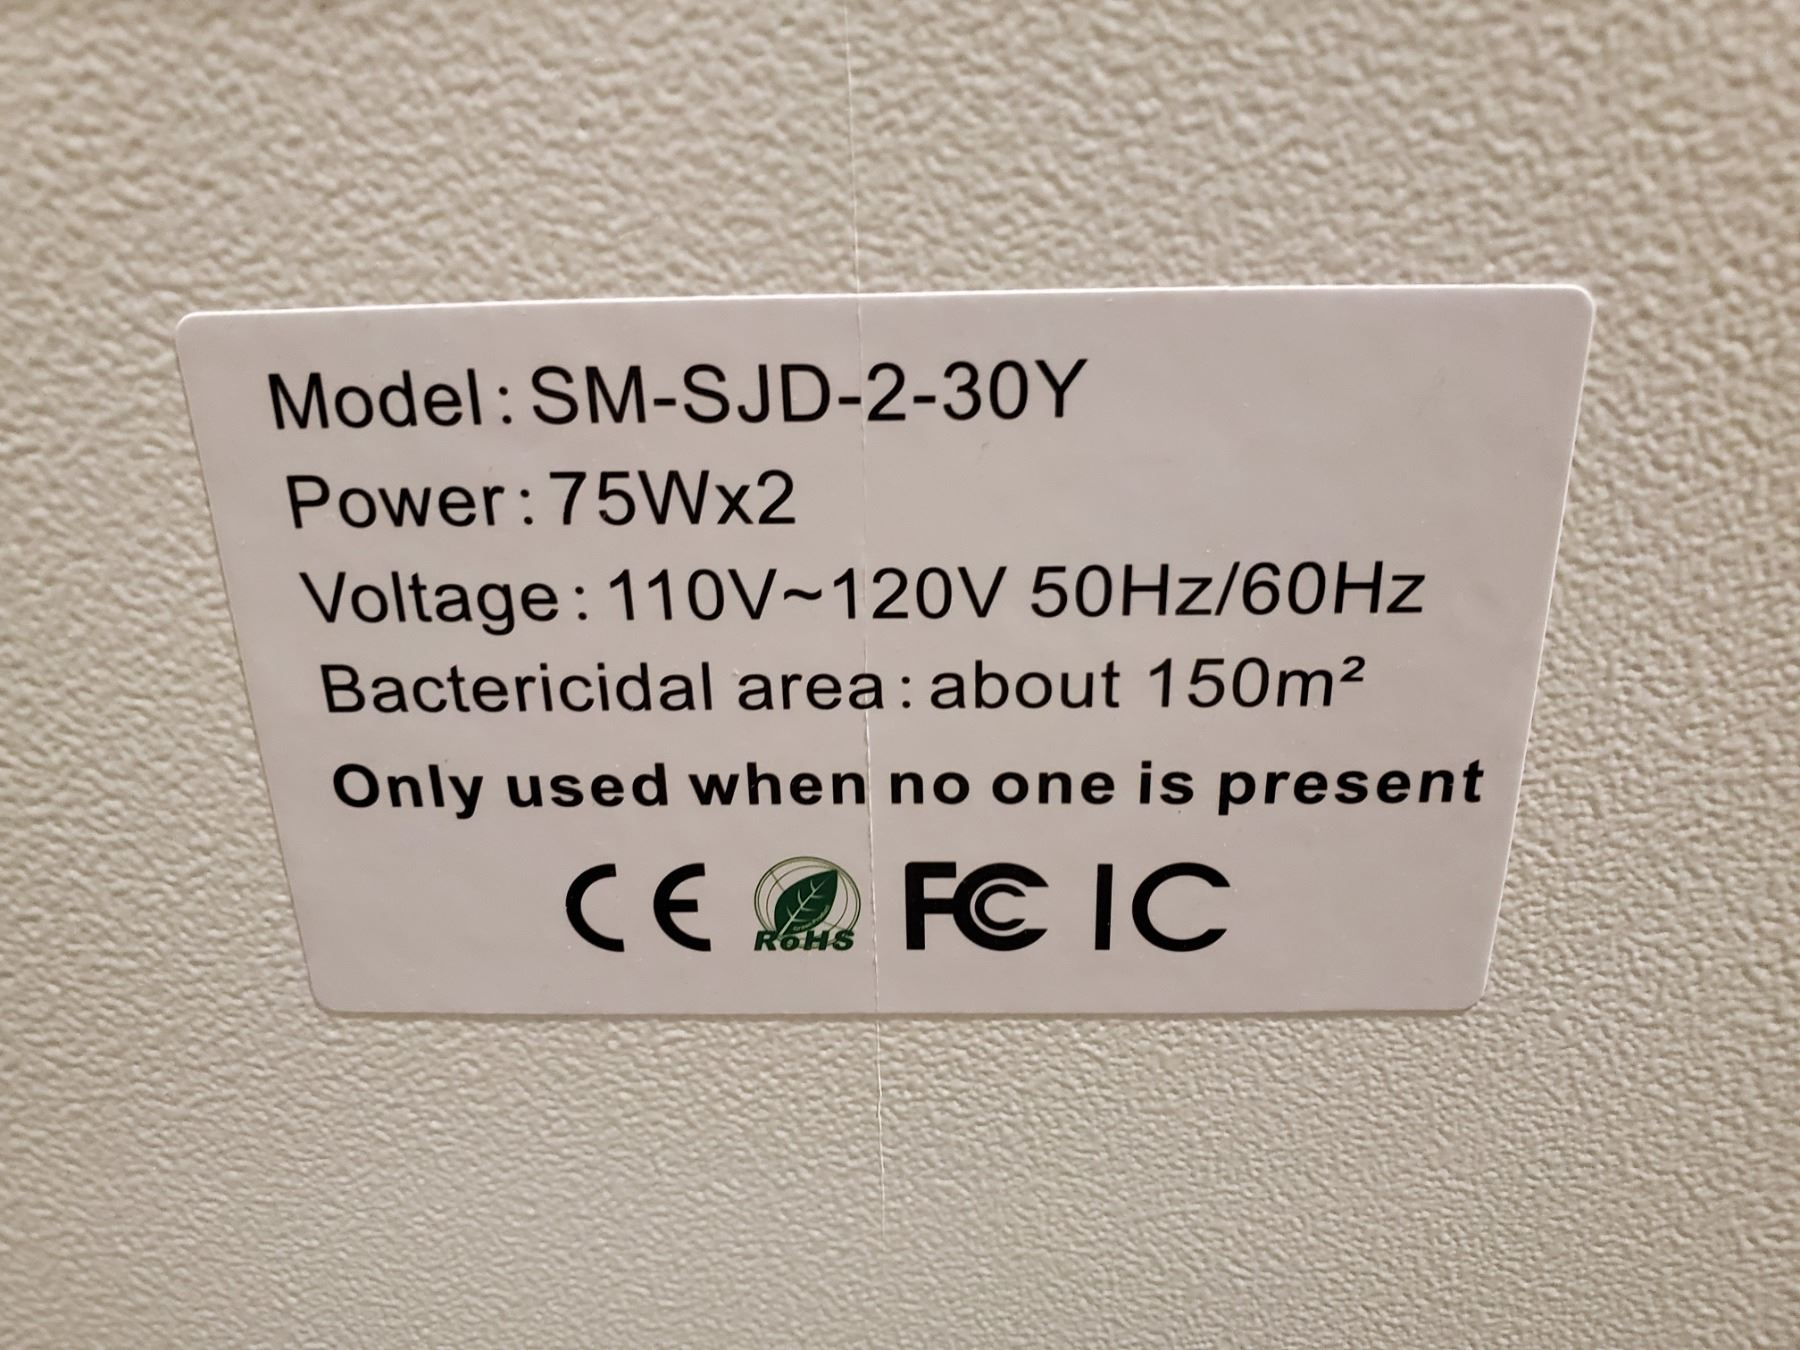 Model: SM-SJD-2-30Y
Power: 75Wx2
Voltage: 110V~120V 50Hz/60Hz
Bactericidal area: about 150m²
Only used when no one is present
CE RoHS FC IC